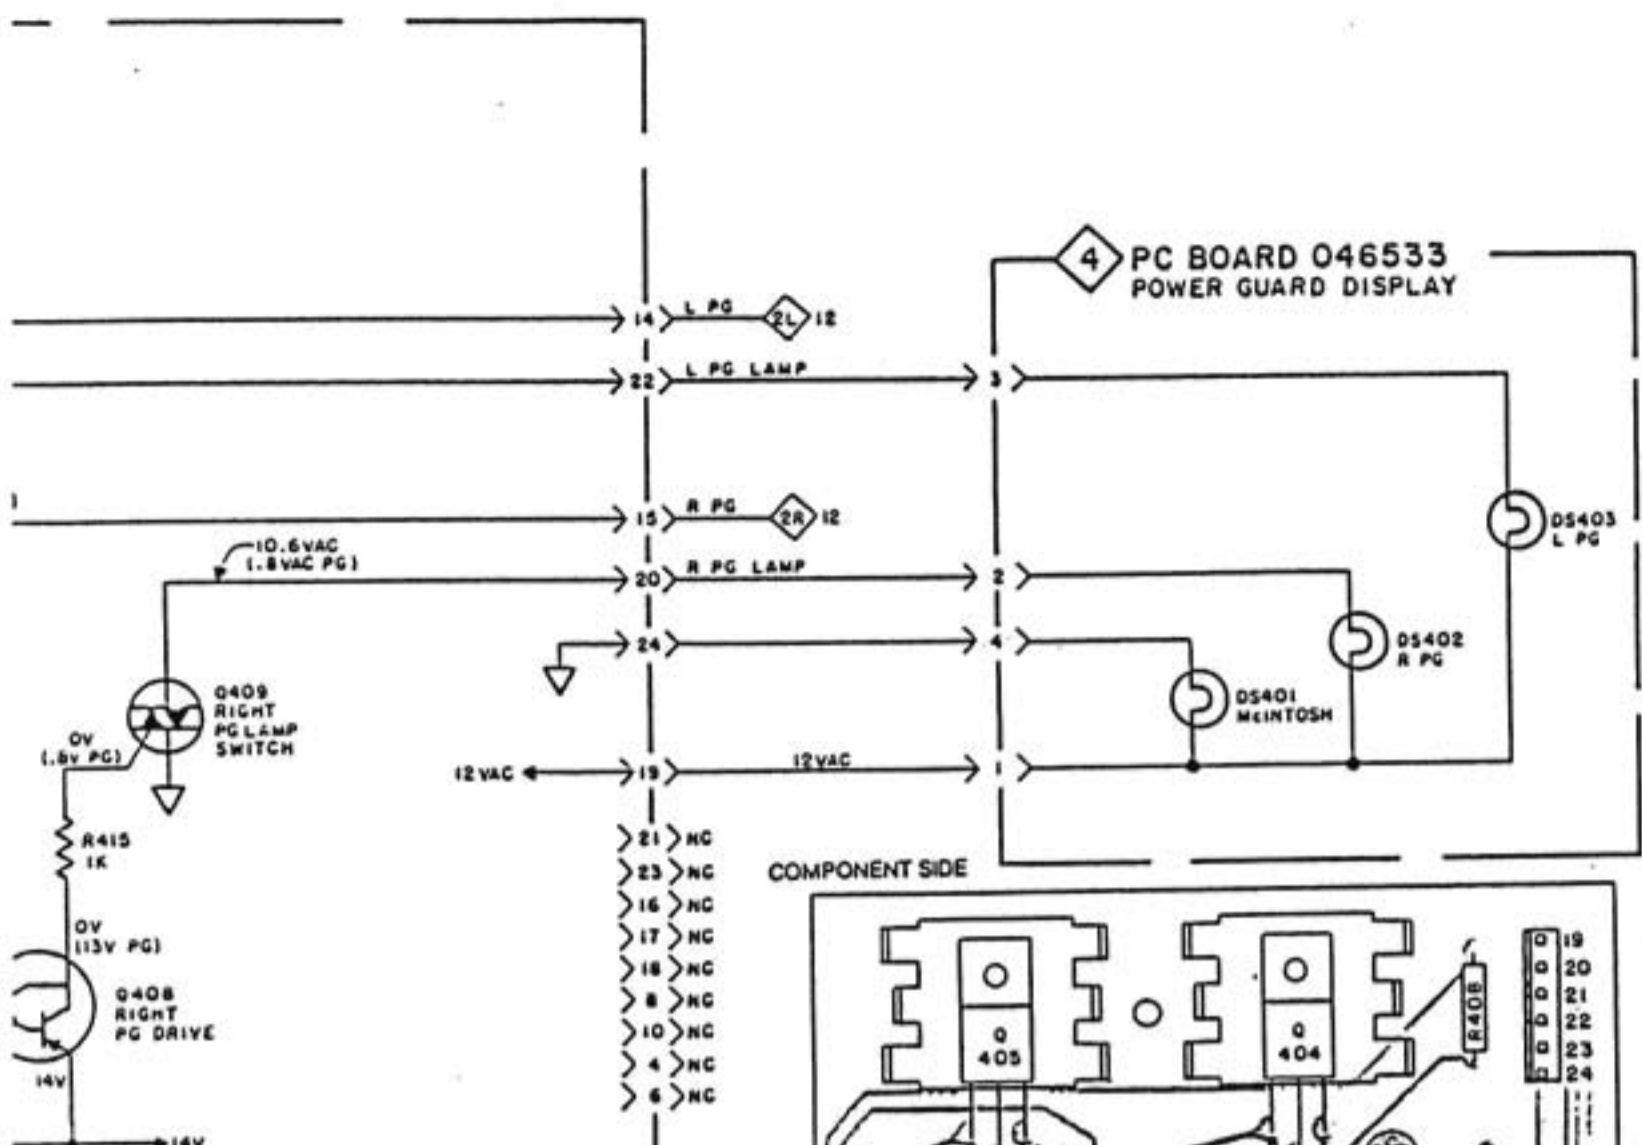 4 PC BOARD 046533
POWER GUARD DISPLAY
14 L PG 2L 12
22 L PG LAMP 3
DS403
L PG
15 R PG 2R 12
10.6VAC
(.8VAC PG)
20 R PG LAMP 2
24 4
DS402
R PG
Q409
RIGHT
PG LAMP
SWITCH
DS401
McINTOSH
0V
(.6V PG)
12VAC 19 12VAC 1
R415
1K
21 NC
23 NC
16 NC
17 NC
18 NC
8 NC
10 NC
4 NC
6 NC
0V
(13V PG)
Q408
RIGHT
PG DRIVE
14V
14V
COMPONENT SIDE
Q
405
Q
404
R408
19
20
21
22
23
24